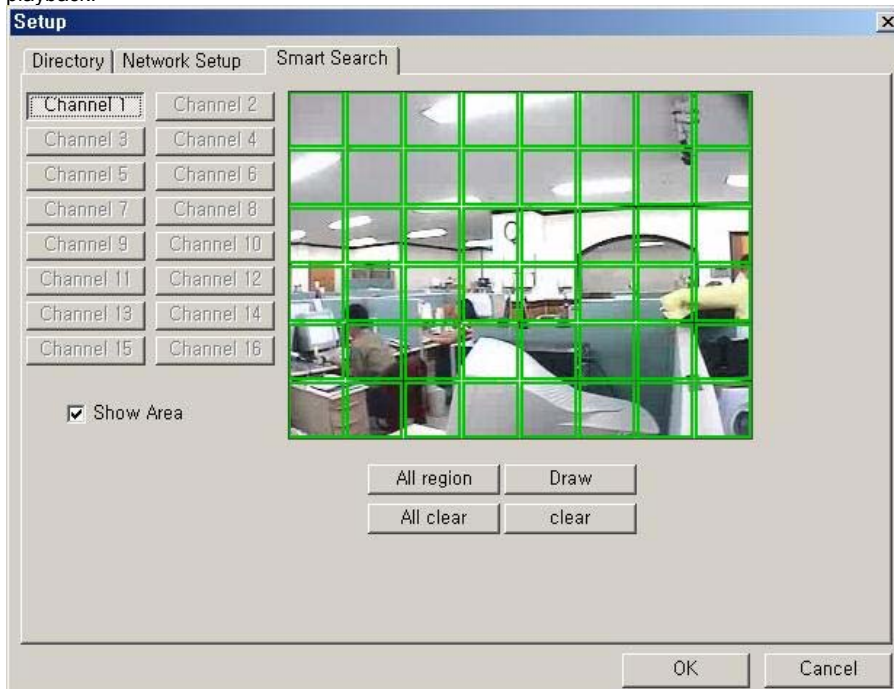 playback.
Setup
Directory Network Setup Smart Search
Channel 1 Channel 2
Channel 3 Channel 4
Channel 5 Channel 6
Channel 7 Channel 8
Channel 9 Channel 10
Channel 11 Channel 12
Channel 13 Channel 14
Channel 15 Channel 16
Show Area
All region Draw
All clear clear
OK Cancel